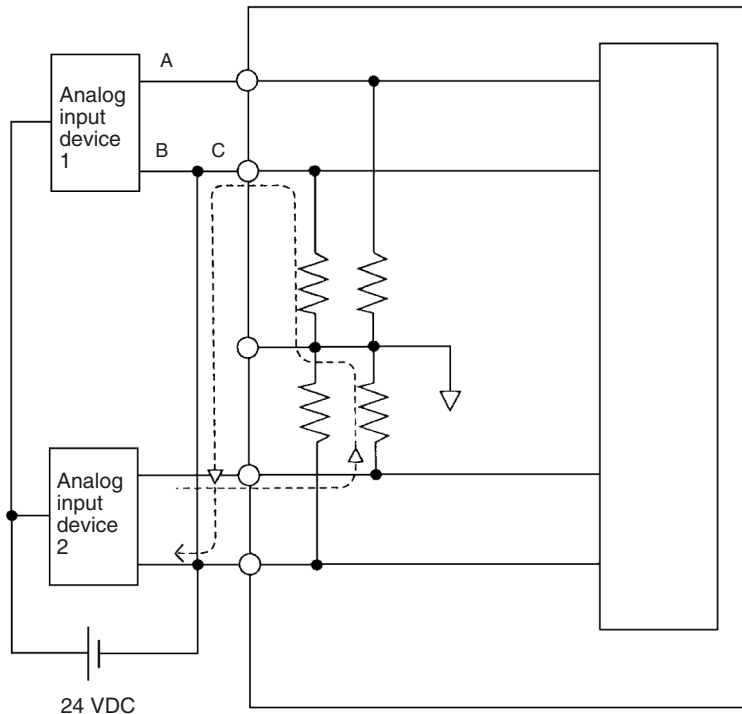 A
Analog
input
device
1
B C
Analog
input
device
2
24 VDC